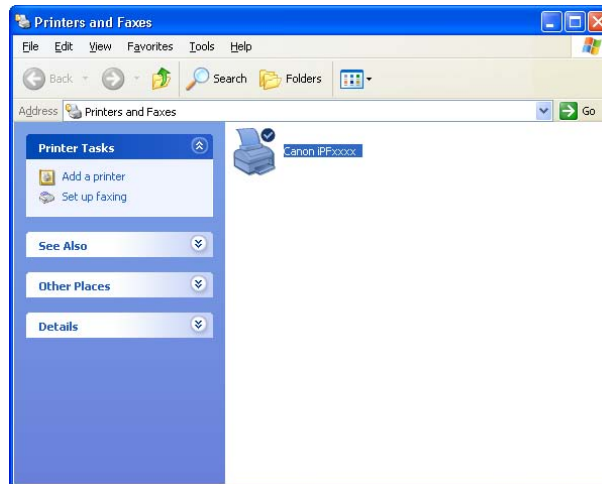 Printers and Faxes
File Edit View Favorites Tools Help
Back Search Folders
Address Printers and Faxes Go
Printer Tasks
Canon iPFxxxx
Add a printer
Set up faxing
See Also
Other Places
Details